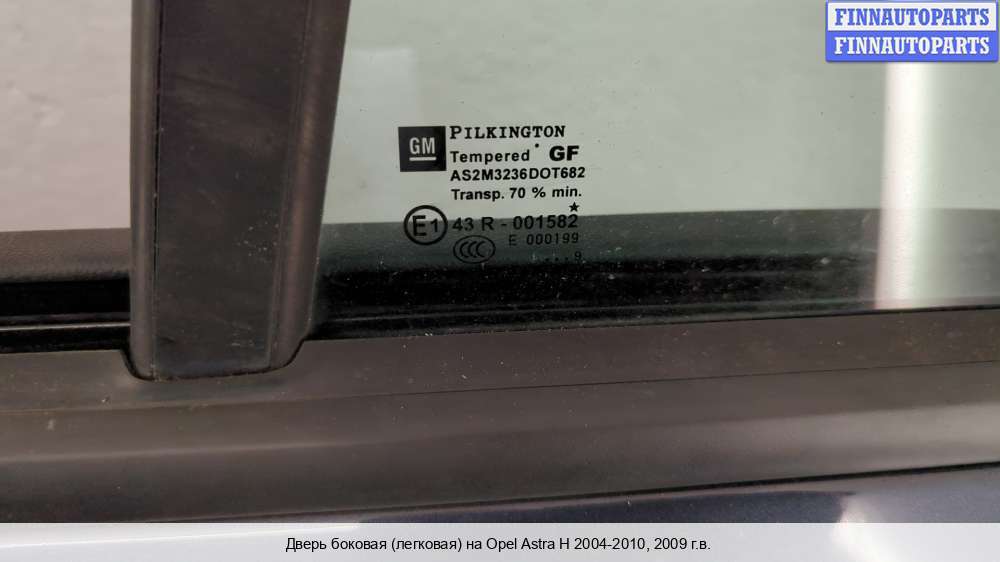 FINNAUTOPARTS
FINNAUTOPARTS
GM
PILKINGTON
Tempered GF
AS2M3236DOT682
Transp. 70 % min.
E1 43 R - 001582
CCC E 000199
....9
Дверь боковая (легковая) на Opel Astra H 2004-2010, 2009 г.в.